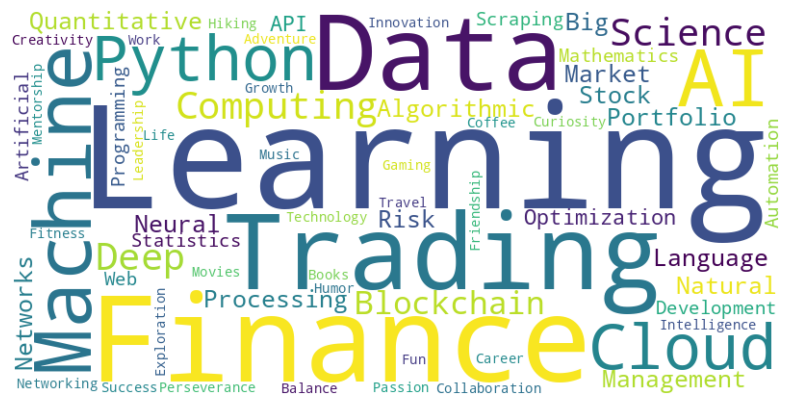 Quantitative
Hiking
API
Innovation
Scraping
Big
Science
Creativity
Work
Python
Adventure
Data
Mathematics
AI
Processing
Growth
Market
Stock
Artificial
Mentorship
Machine
Programming
Leadership
Computing
Algorithmic
Coffee
Curiosity
Portfolio
Life
Learning
Music
Gaming
Automation
Travel
Neural
Statistics
Technology
Trading
Risk
Friendship
Optimization
Fitness
Deep
Web
Movies
Books
Humor
Language
Natural
Networks
Exploration
Processing
Blockchain
Development
Intelligence
Finance
Fun
Career
Cloud
Management
Networking
Success
Perseverance
Balance
Passion
Collaboration